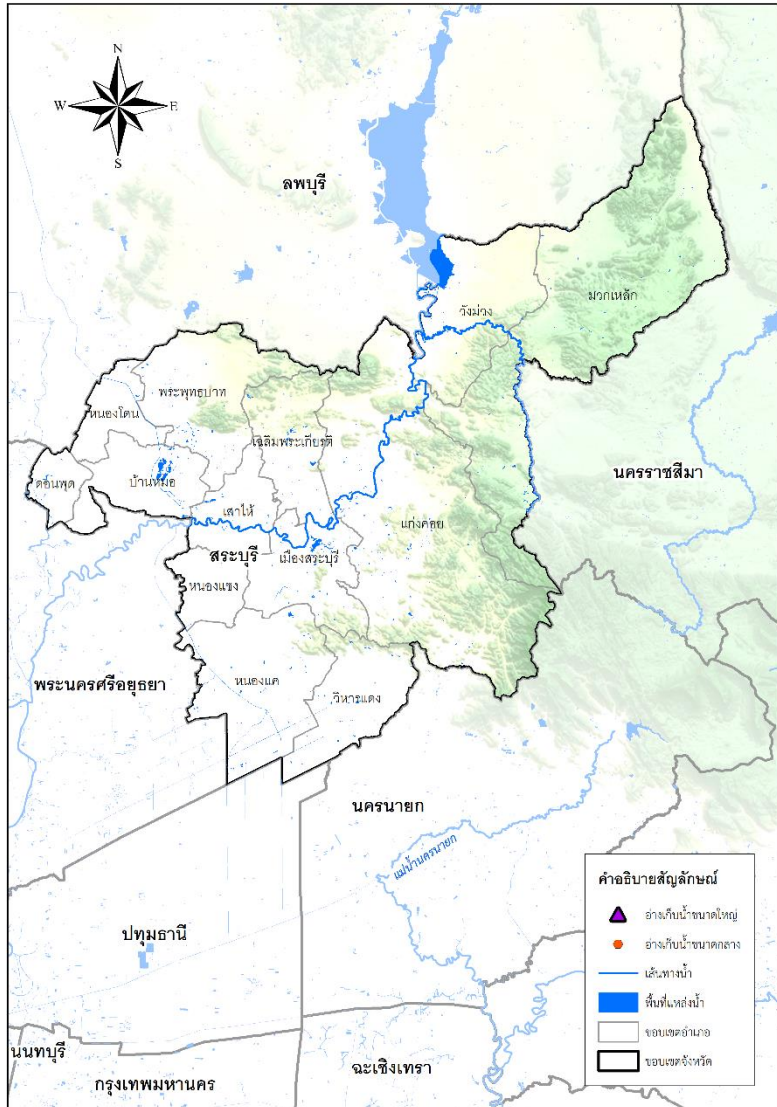 N
W
E
S
ลพบุรี
มวกเหล็ก
วังม่วง
พระพุทธบาท
หนองโดน
เฉลิมพระเกียรติ
นครราชสีมา
ดอนพุด
บ้านหมอ
เสาไห้
แก่งคอย
สระบุรี
เมืองสระบุรี
หนองแซง
พระนครศรีอยุธยา
หนองแค
วิหารแดง
นครนายก
แม่น้ำนครนายก
ปทุมธานี
นนทบุรี
กรุงเทพมหานคร
ฉะเชิงเทรา
คำอธิบายสัญลักษณ์
อ่างเก็บน้ำขนาดใหญ่
อ่างเก็บน้ำขนาดกลาง
เส้นทางน้ำ
พื้นที่แหล่งน้ำ
ขอบเขตอำเภอ
ขอบเขตจังหวัด